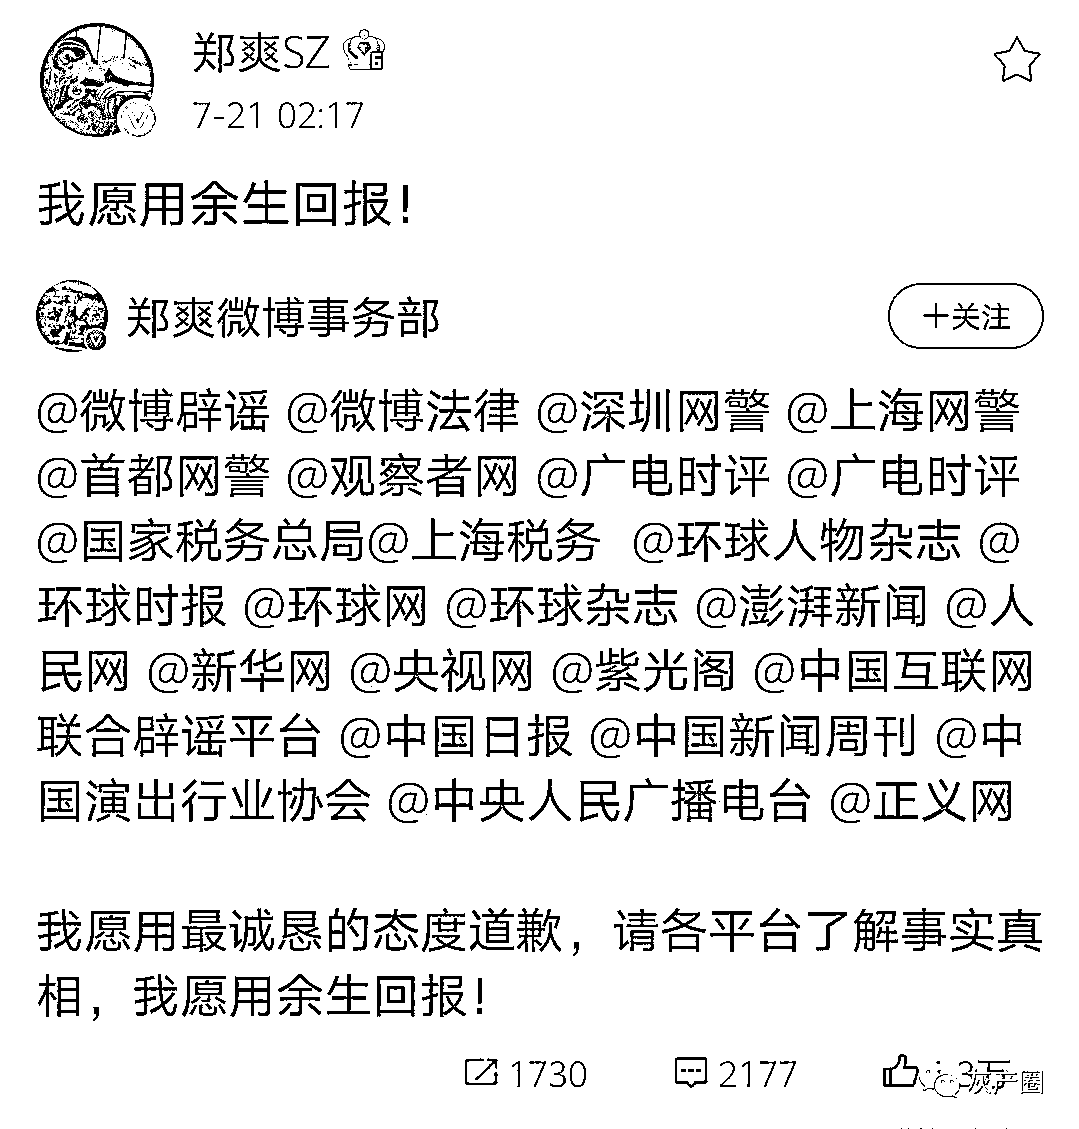 郑爽SZ
7-21 02:17
我愿用余生回报!
郑爽微博事务部
+关注
@微博辟谣 @微博法律 @深圳网警 @上海网警
@首都网警 @观察者网 @广电时评 @广电时评
@国家税务总局@上海税务 @环球人物杂志 @
环球时报 @环球网 @环球杂志 @澎湃新闻 @人
民网 @新华网 @央视网 @紫光阁 @中国互联网
联合辟谣平台 @中国日报 @中国新闻周刊 @中
国演出行业协会 @中央人民广播电台 @正义网
我愿用最诚恳的态度道歉，请各平台了解事实真
相，我愿用余生回报!
1730 2177
灰产圈